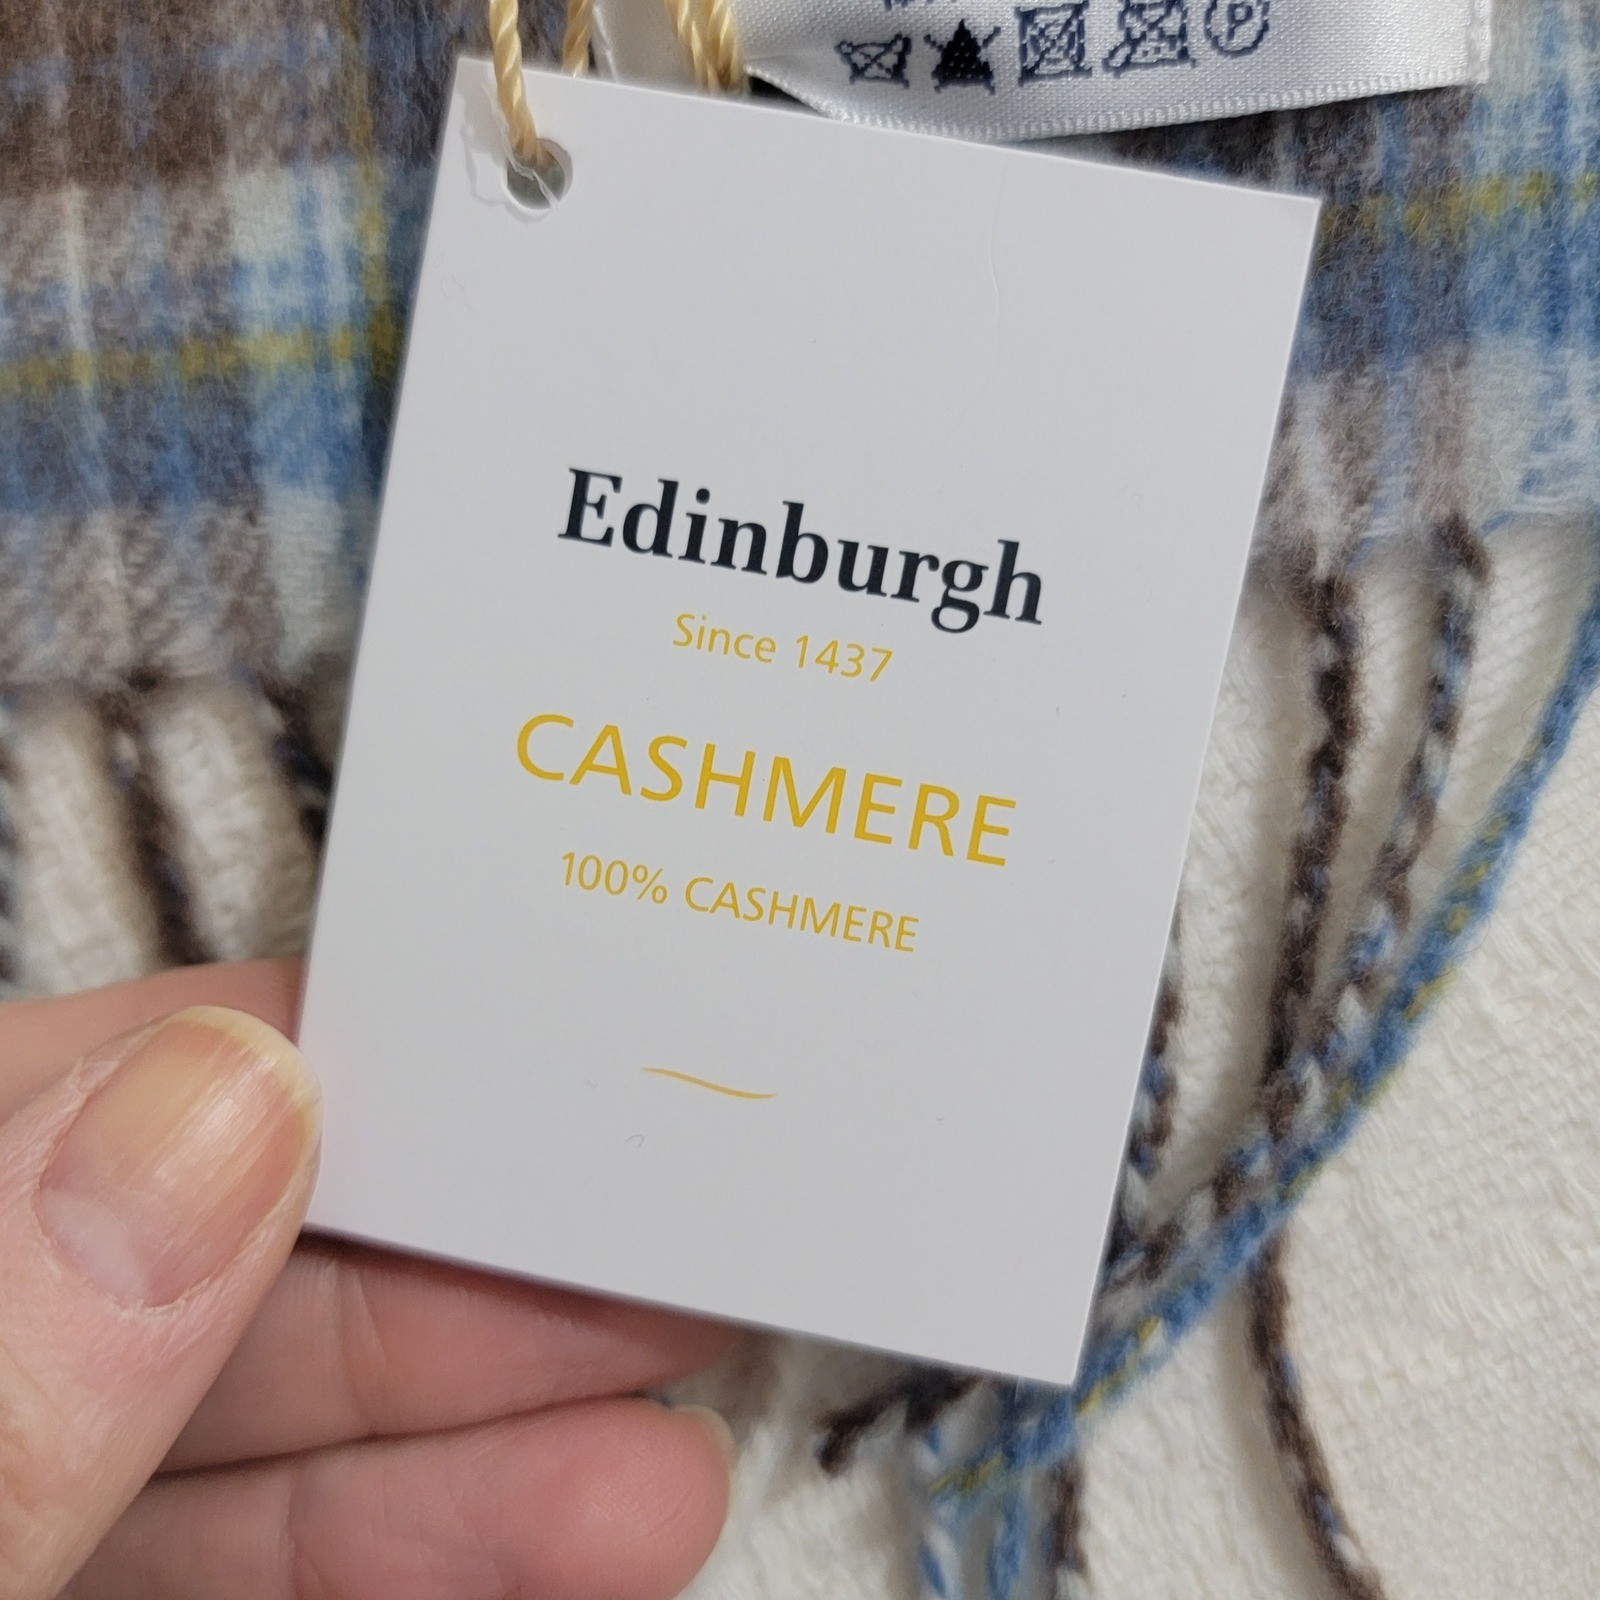 P
Edinburgh
Since 1437
CASHMERE
100% CASHMERE